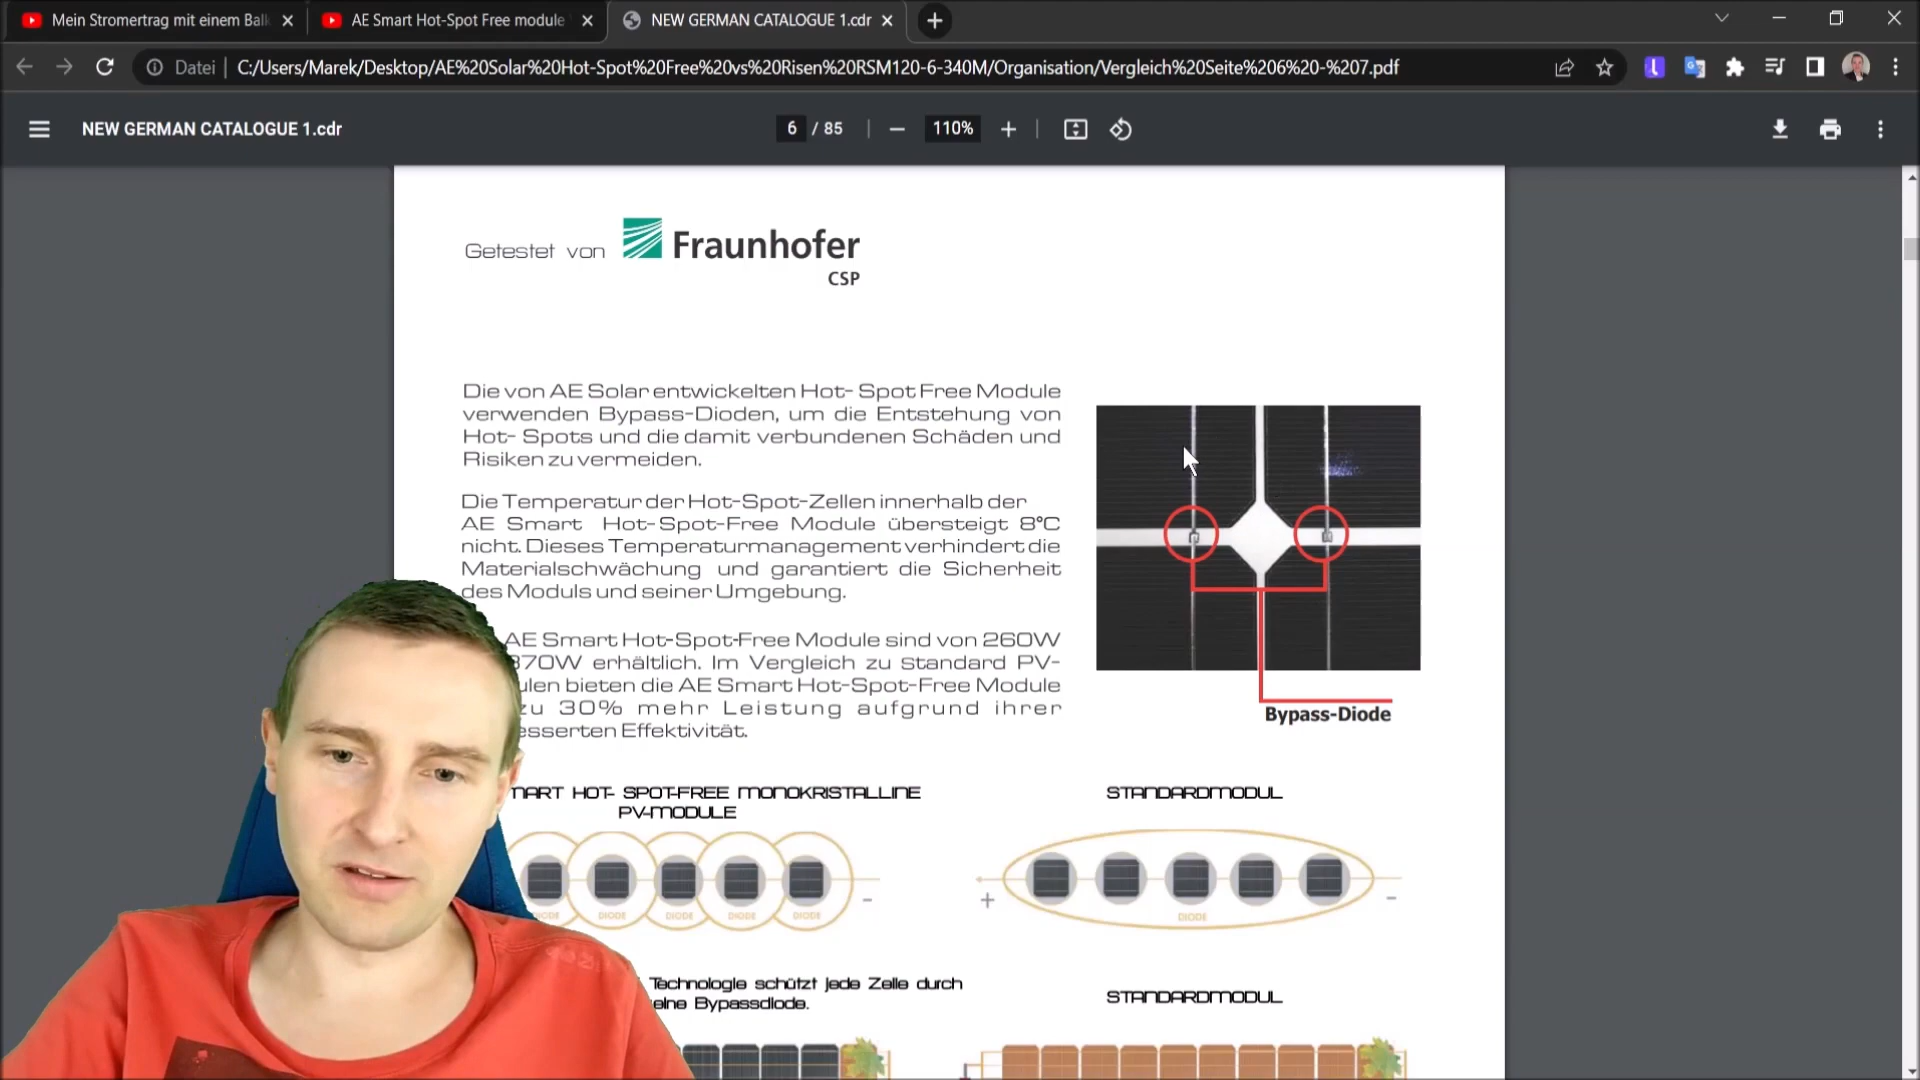 Mein Stromertrag mit einem Balk
AE Smart Hot-Spot Free module
NEW GERMAN CATALOGUE 1.cdr
Datei
C:/Users/Marek/Desktop/AE%20Solar%20Hot-Spot%20Free%20vs%20Risen%20RSM120-6-340M/Organisation/Vergleich%20Seite%206%20-%207.pdf
NEW GERMAN CATALOGUE 1.cdr
6 / 85
110%
Getestet von
Fraunhofer
CSP
Die von AE Solar entwickelten Hot- Spot Free Module
verwenden Bypass-Dioden, um die Entstehung von
Hot- Spots und die damit verbundenen Schäden und
Risiken zu vermeiden.
Die Temperatur der Hot-Spot-Zellen innerhalb der
AE Smart Hot-Spot-Free Module übersteigt 8°C
nicht. Dieses Temperaturmanagement verhindert die
Materialschwächung und garantiert die Sicherheit
des Moduls und seiner Umgebung.
AE Smart Hot-Spot-Free Module sind von 260W
370W erhältlich. Im Vergleich zu standard PV-
ulen bieten die AE Smart Hot-Spot-Free Module
zu 30% mehr Leistung aufgrund ihrer
esserten Effektivität.
Bypass-Diode
MART HOT- SPOT-FREE MONOKRISTALLINE
PV-MODULE
STANDARDMODUL
DIODE
DIODE
DIODE
DIODE
DIODE
-
+
-
DIODE
Technologie schützt jede Zelle durch
eine Bypassdiode.
STANDARDMODUL